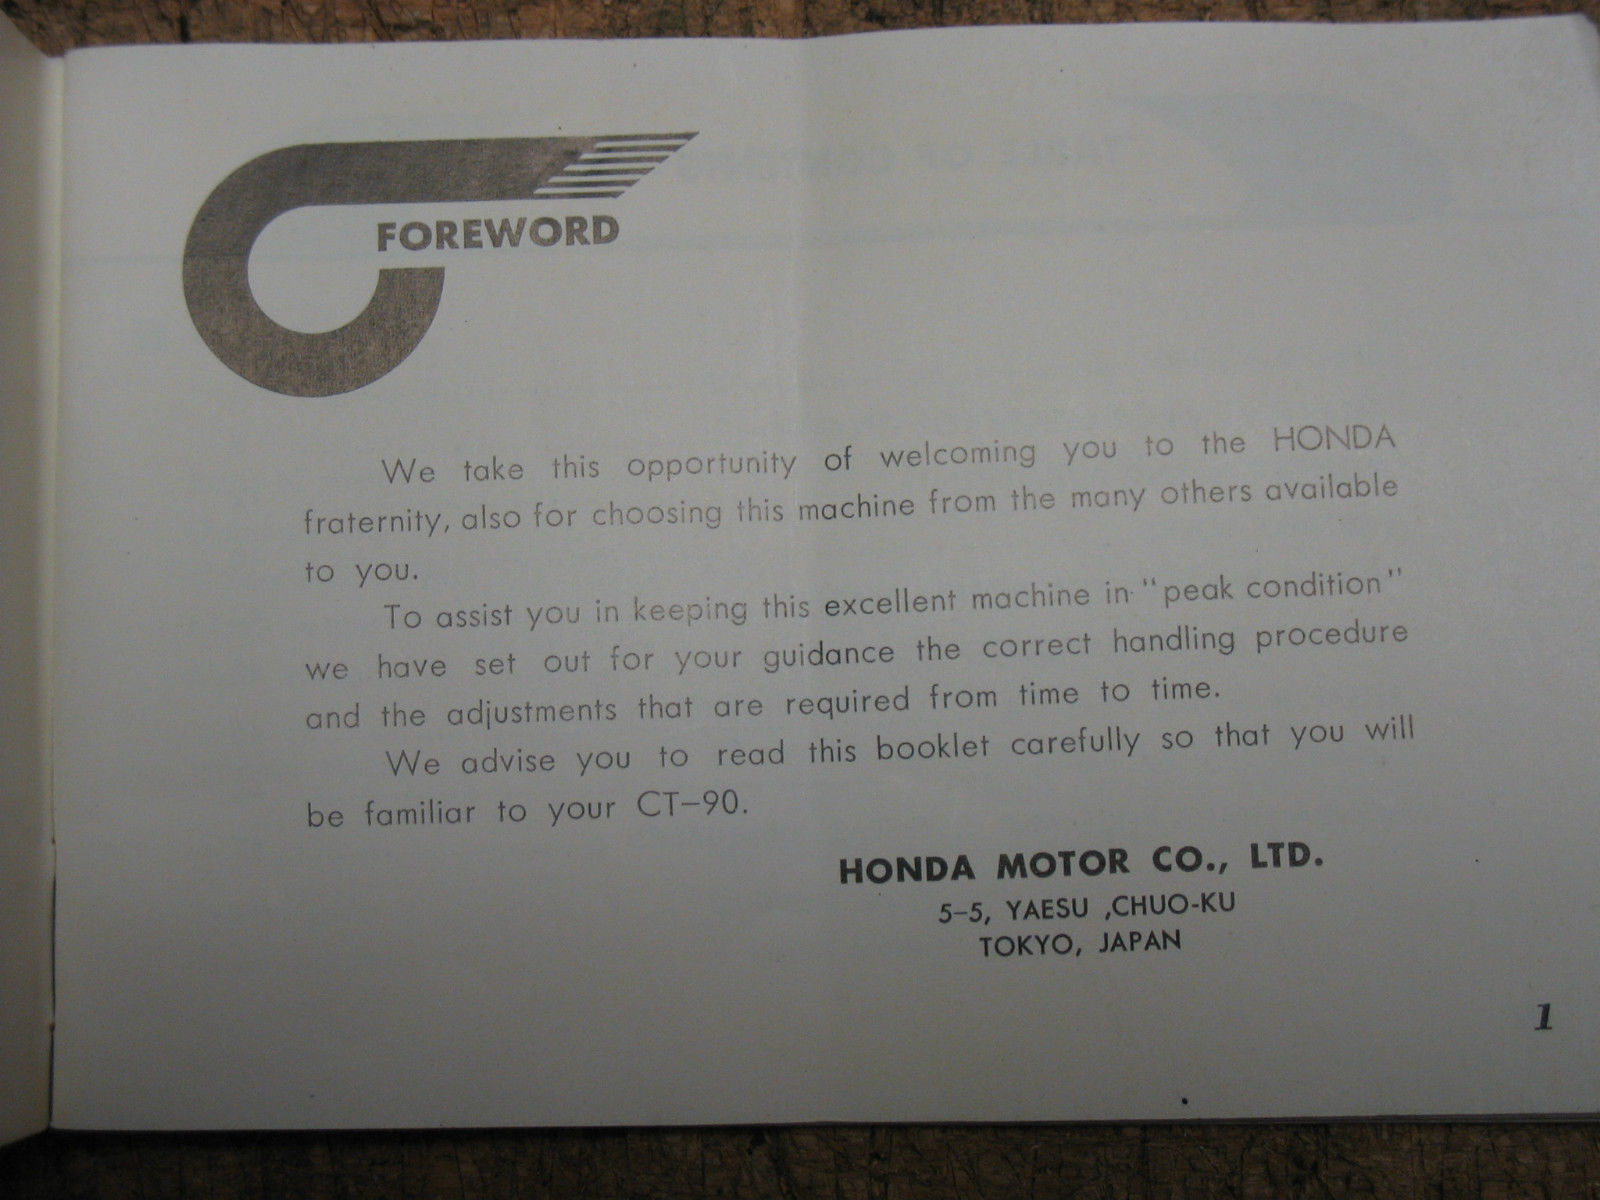 FOREWORD
We take this opportunity of welcoming you to the HONDA
fraternity, also for choosing this machine from the many others available
to you.
To assist you in keeping this excellent machine in "peak condition"
we have set out for your guidance the correct handling procedure
and the adjustments that are required from time to time.
We advise you to read this booklet carefully so that you will
be familiar to your CT-90.
HONDA MOTOR CO., LTD.
5-5, YAESU ,CHUO-KU
TOKYO, JAPAN
1